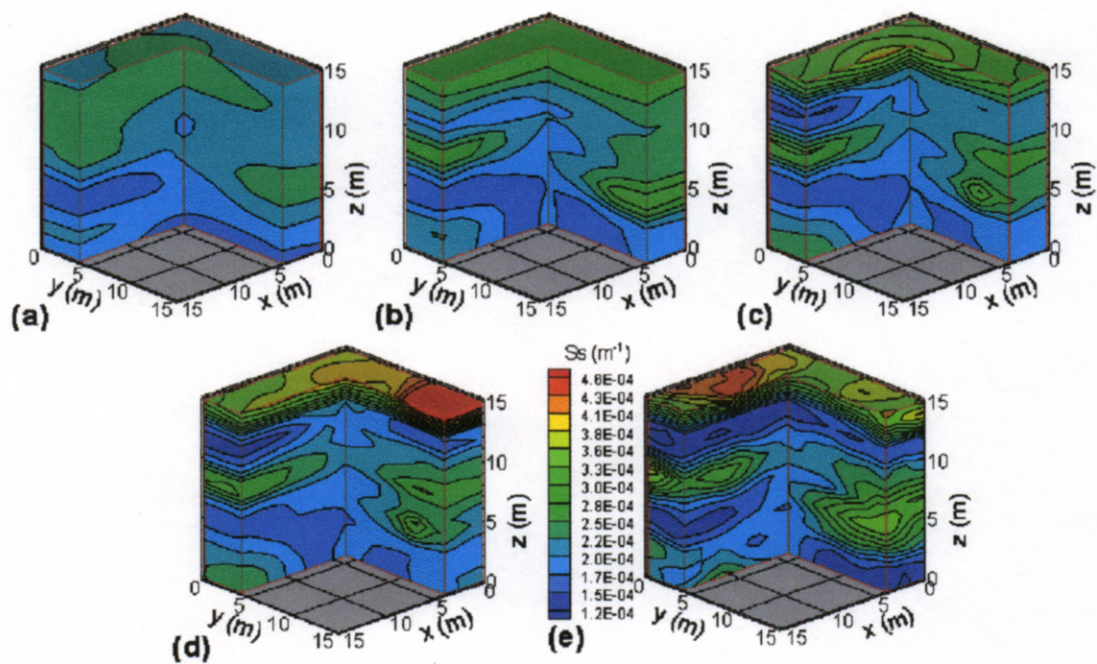 15
10
5
0
z (m)
0
5
10
15
y (m)
15
10
5
0
x (m)
(a)
15
10
5
0
z (m)
0
5
10
15
y (m)
15
10
5
0
x (m)
(b)
15
10
5
0
z (m)
0
5
10
15
y (m)
15
10
5
0
x (m)
(c)
15
10
5
0
z (m)
0
5
10
15
y (m)
15
10
5
0
x (m)
(d)
Ss (m-1)
4.6E-04
4.3E-04
4.1E-04
3.8E-04
3.6E-04
3.3E-04
3.0E-04
2.8E-04
2.5E-04
2.2E-04
2.0E-04
1.7E-04
1.5E-04
1.2E-04
15
10
5
0
z (m)
0
5
10
15
y (m)
15
10
5
0
x (m)
(e)